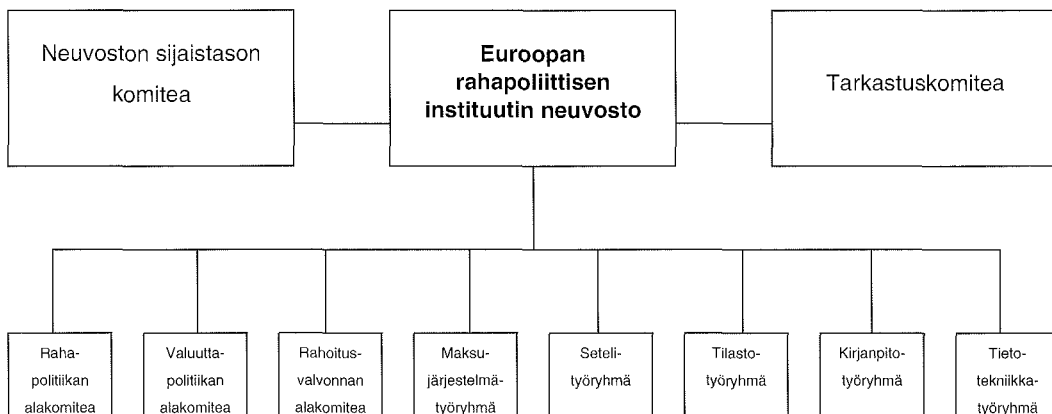 Neuvoston sijaistason
komitea
Euroopan
rahapoliittisen
instituutin neuvosto
Tarkastuskomitea
Raha-
politiikan
alakomitea
Valuutta-
politiikan
alakomitea
Rahoitus-
valvonnan
alakomitea
Maksu-
järjestelmä-
työryhmä
Seteli-
työryhmä
Tilasto-
työryhmä
Kirjanpito-
työryhmä
Tieto-
tekniikka-
työryhmä